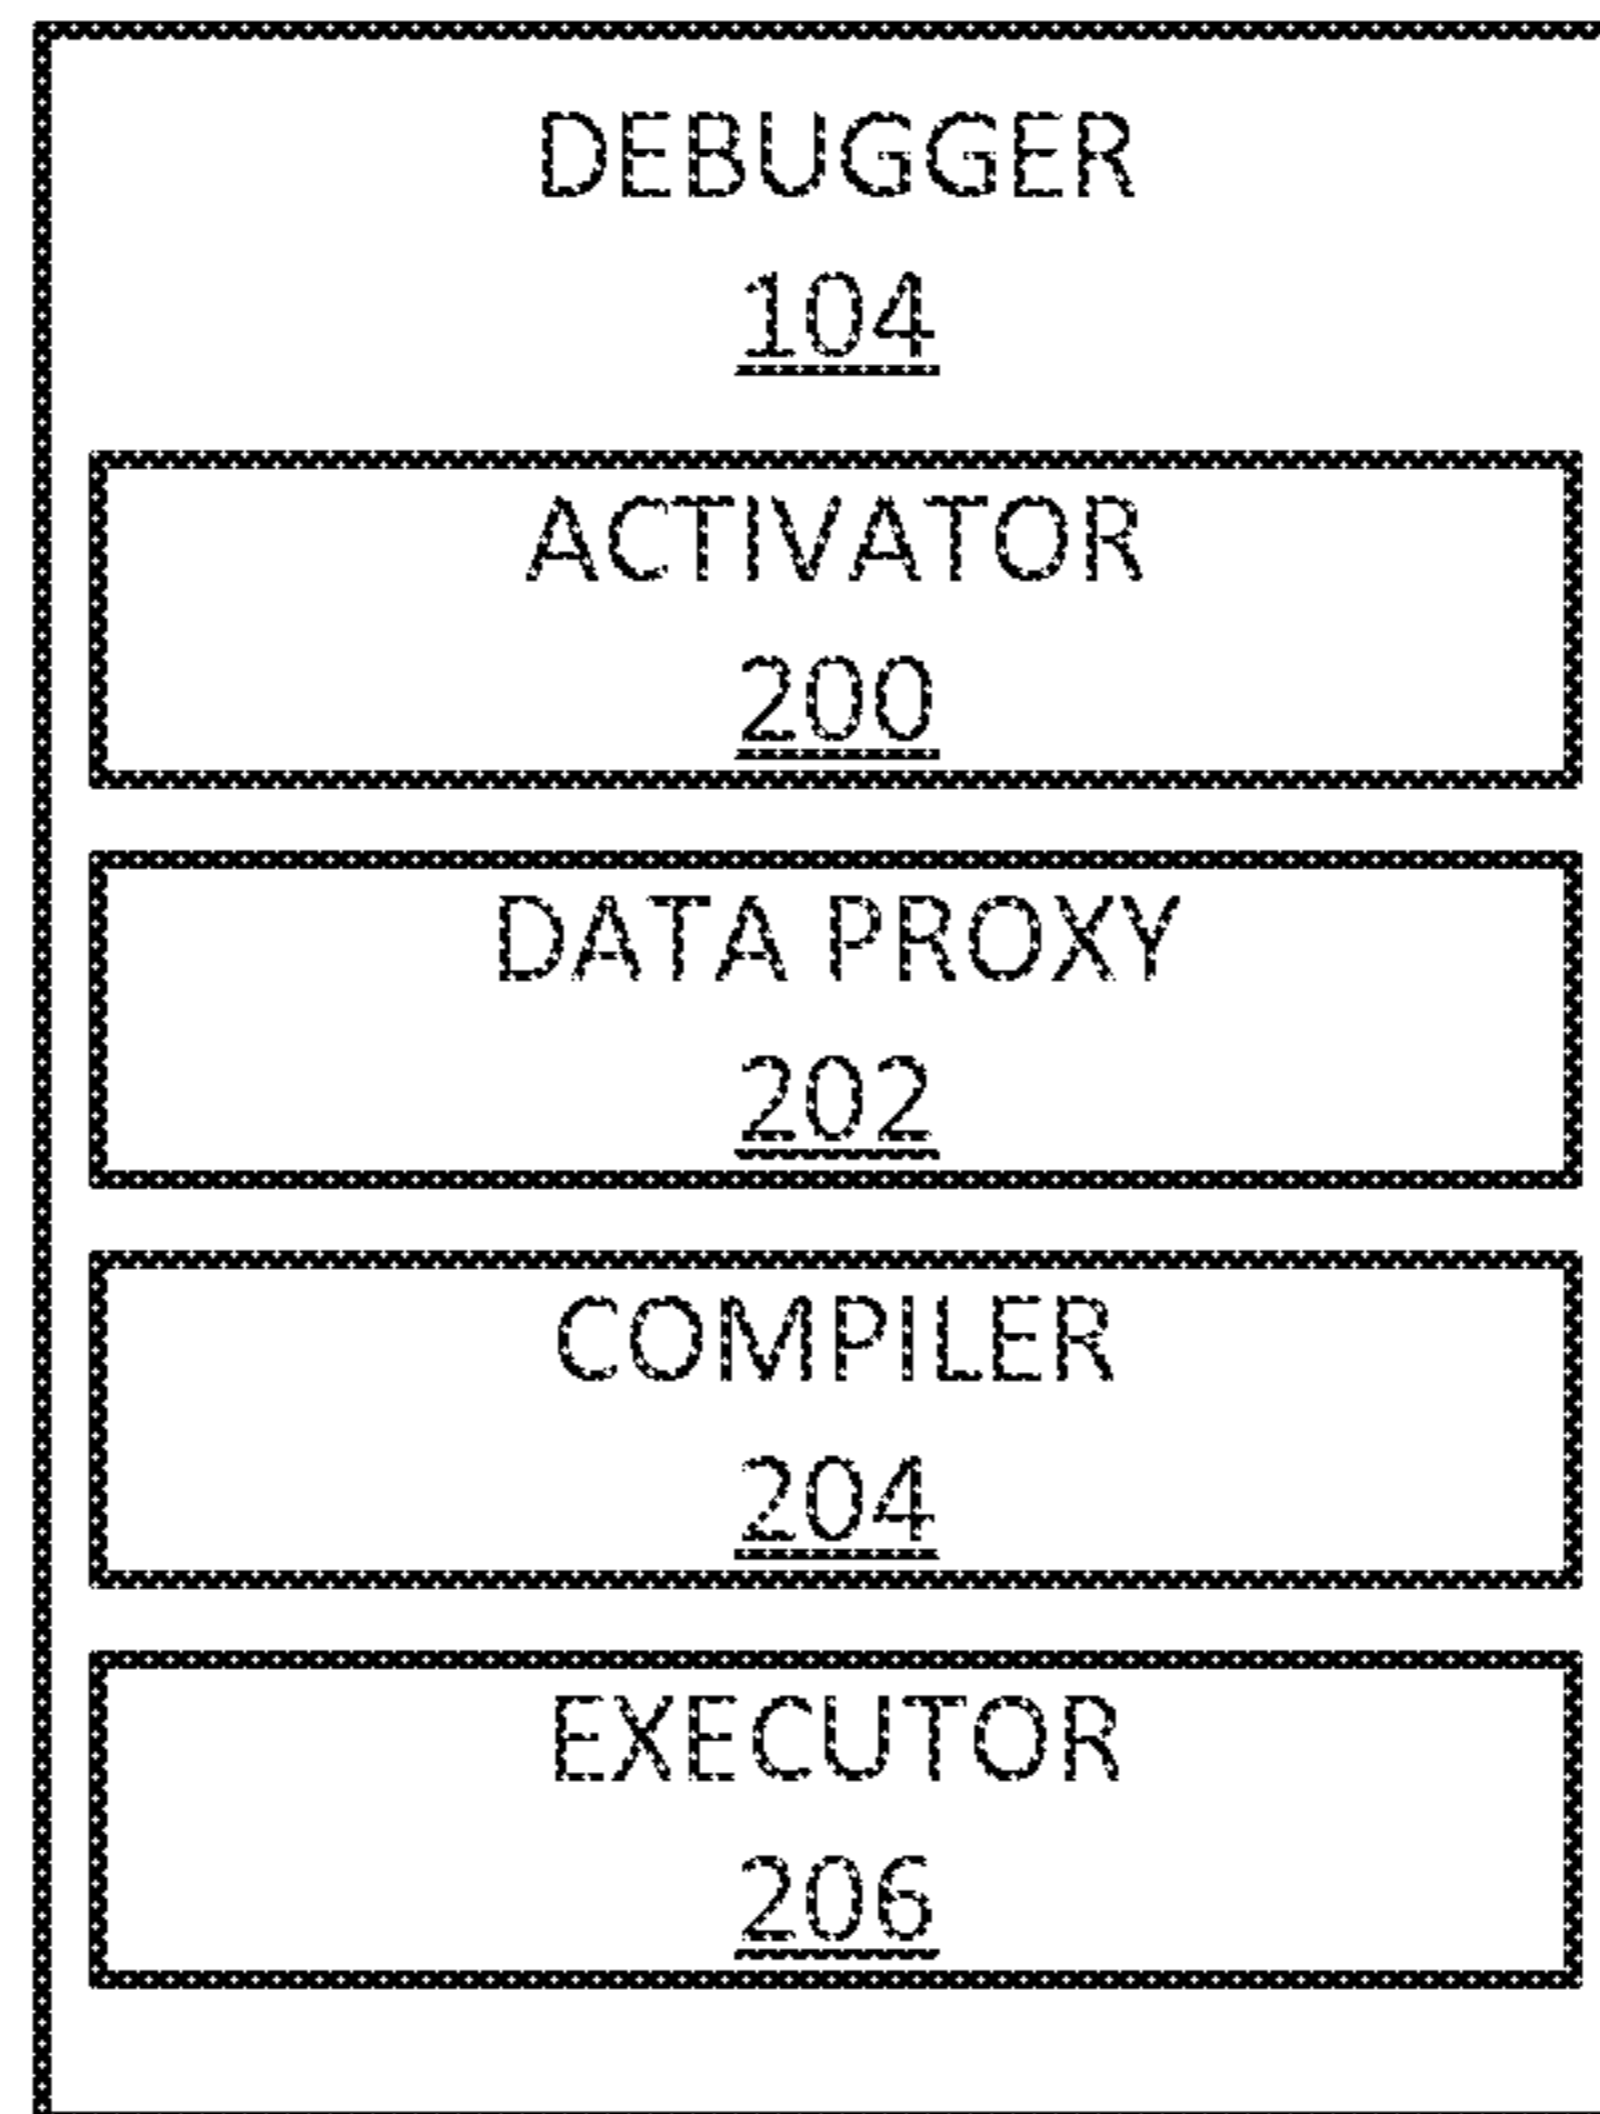 DEBUGGER
104
ACTIVATOR
200
DATA PROXY
202
COMPILER
204
EXECUTOR
206